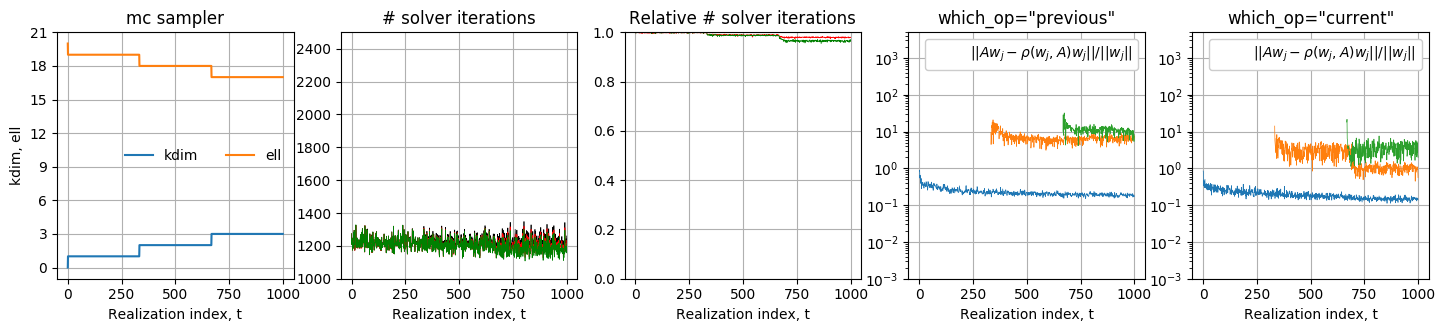 mc sampler
21
18
15
12
9
6
3
0
kdim, ell
kdim
ell
0 250 500 750 1000
Realization index, t
# solver iterations
2400
2200
2000
1800
1600
1400
1200
1000
0 250 500 750 1000
Realization index, t
Relative # solver iterations
1.0
0.8
0.6
0.4
0.2
0.0
0 250 500 750 1000
Realization index, t
which_op="previous"
||Aw_j − ρ(w_j, A)w_j||/||w_j||
10^3
10^2
10^1
10^0
10^−1
10^−2
10^−3
0 250 500 750 1000
Realization index, t
which_op="current"
||Aw_j − ρ(w_j, A)w_j||/||w_j||
10^3
10^2
10^1
10^0
10^−1
10^−2
10^−3
0 250 500 750 1000
Realization index, t